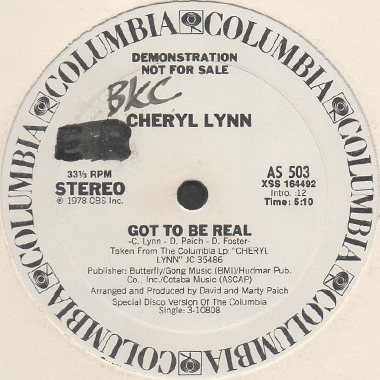 COLUMBIA COLUMBIA COLUMBIA COLUMBIA COLUMBIA COLUMBIA
DEMONSTRATION
NOT FOR SALE
BKC
CHERYL LYNN
33⅓ RPM
STEREO
℗ 1978 CBS Inc.
AS 503
XSS 164492
Intro. :12
Time: 5:10
GOT TO BE REAL
-C. Lynn - D. Paich - D. Foster-
Taken From The Columbia Lp: "CHERYL
LYNN" JC 35486
Publisher: Butterfly/Gong Music (BMI)/Hudmar Pub.
Co., Inc/Cotaba Music (ASCAP)
Arranged and Produced by David and Marty Paich
Special Disco Version Of The Columbia
Single: 3-10808